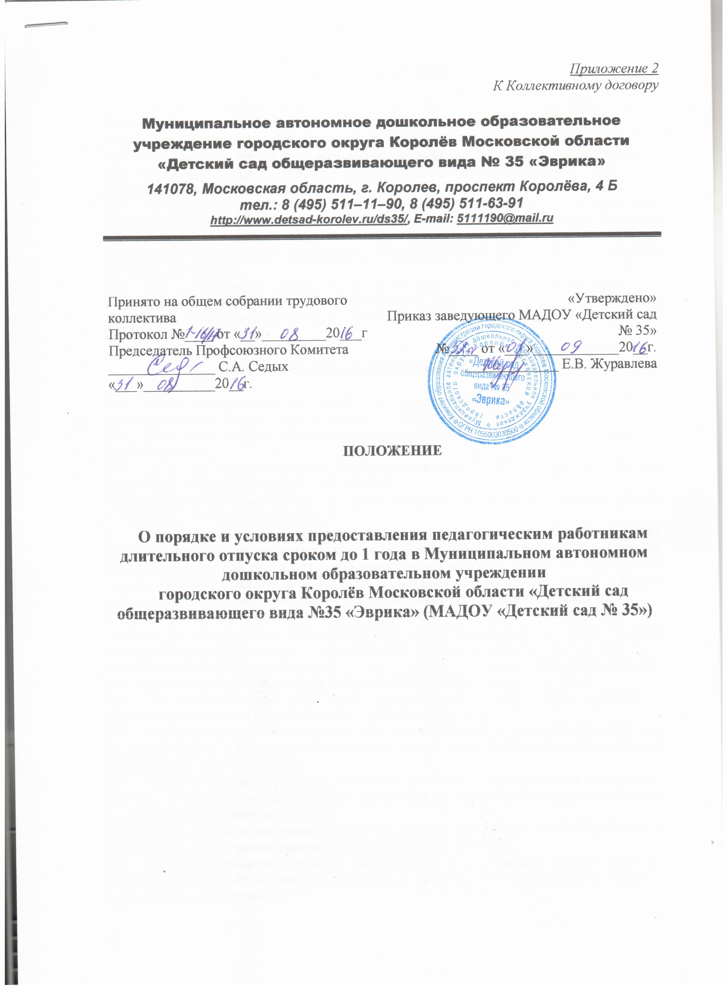 Приложение 2
К Коллективному договору
Муниципальное автономное дошкольное образовательное
учреждение городского округа Королёв Московской области
«Детский сад общеразвивающего вида № 35 «Эврика»
141078, Московская область, г. Королев, проспект Королёва, 4 Б
тел.: 8 (495) 511–11–90, 8 (495) 511-63-91
http://www.detsad-korolev.ru/ds35/, E-mail: 5111190@mail.ru
Принято на общем собрании трудового
коллектива
Протокол № от «31» 08 2016 г
Председатель Профсоюзного Комитета
С.А. Седых
«31» 08 2016г.
«Утверждено»
Приказ заведующего МАДОУ «Детский сад
№ 35»
№ от «01» 09 2016г.
Е.В. Журавлева
Комитет образования Администрации городского округа Королёв Московской области * ОГРН 1055003030500 *
Муниципальное автономное дошкольное образовательное учреждение *
городского округа Королёв Московской области
«Детский сад
общеразвивающего
вида № 35
«Эврика»
ПОЛОЖЕНИЕ
О порядке и условиях предоставления педагогическим работникам
длительного отпуска сроком до 1 года в Муниципальном автономном
дошкольном образовательном учреждении
городского округа Королёв Московской области «Детский сад
общеразвивающего вида №35 «Эврика» (МАДОУ «Детский сад № 35»)